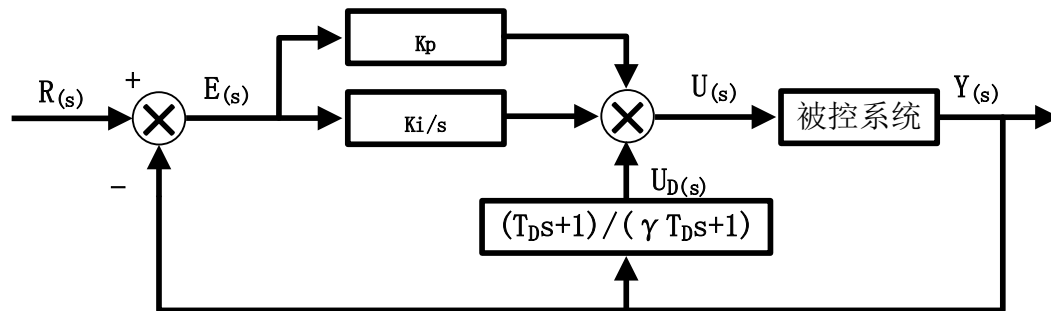 Kp
+
R(s)
E(s)
Ki/s
U(s)
被控系统
Y(s)
−
UD(s)
(TDs+1)/(γTDs+1)